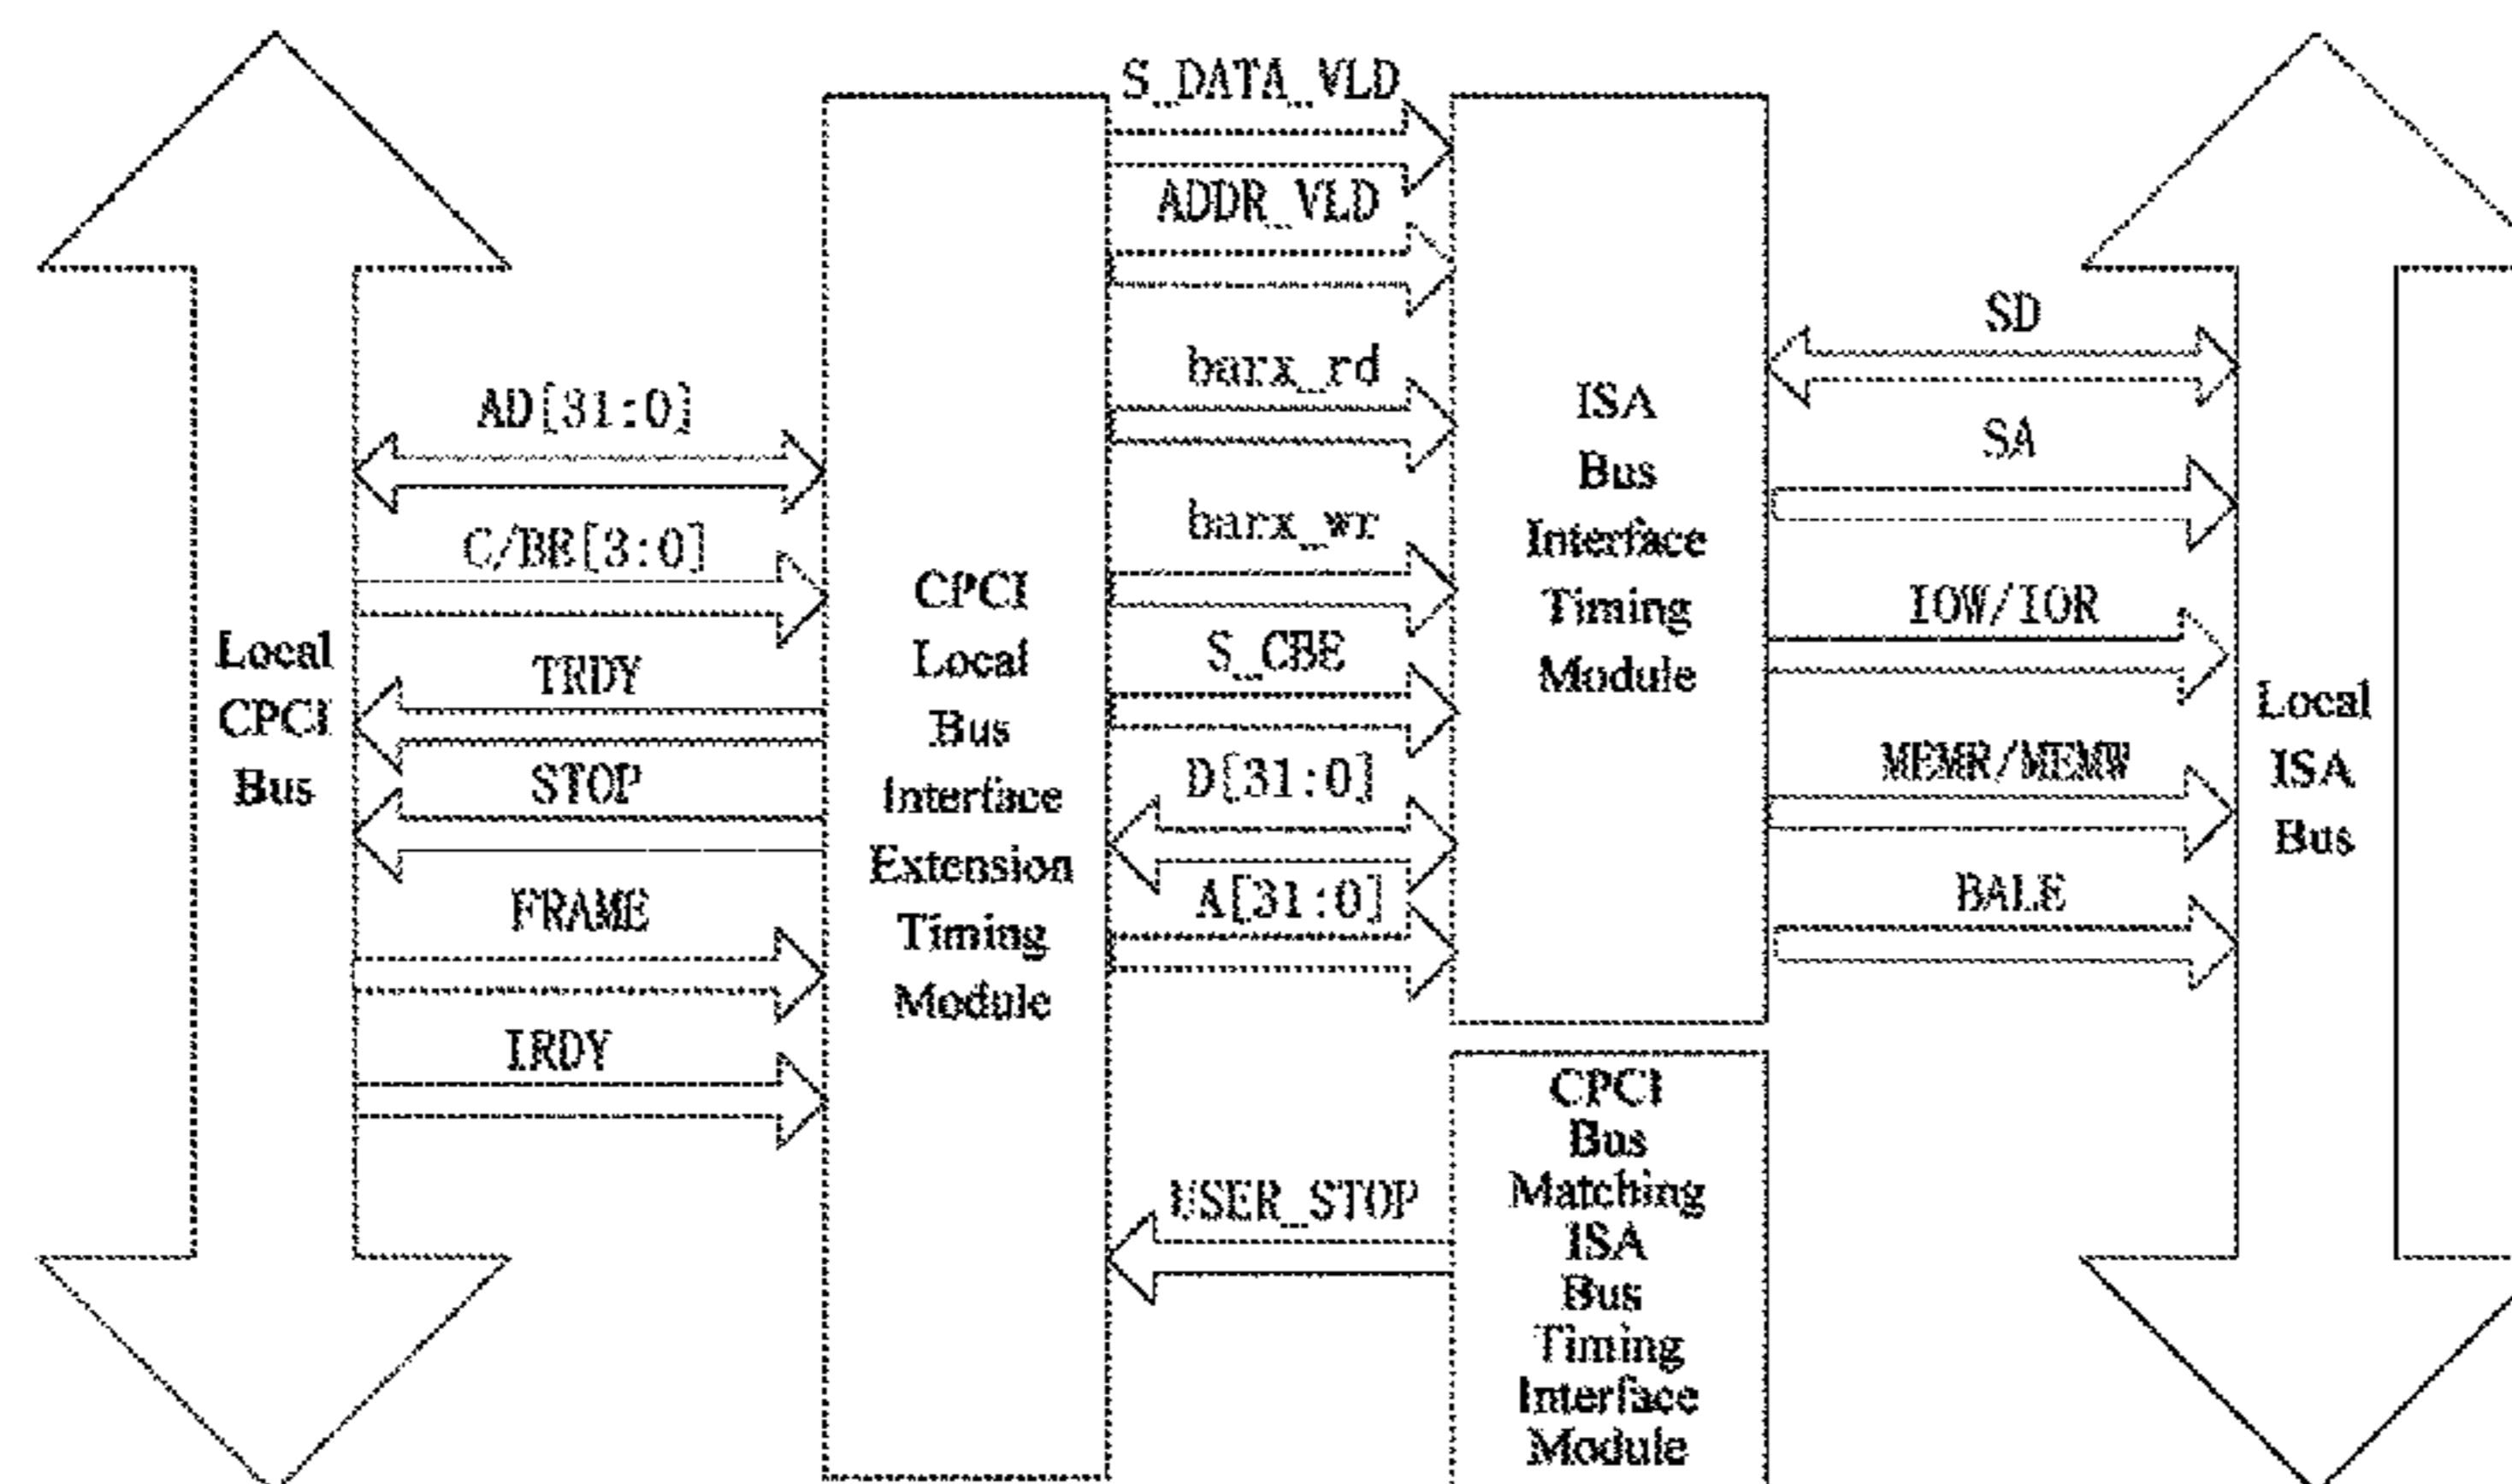 S_DATA_VLD
ADDR_VLD
barx_rd
barx_wr
S_CBE
D[31:0]
A[31:0]
USER_STOP
AD[31:0]
C/BE[3:0]
TRDY
STOP
FRAME
IRDY
Local
CPCI
Bus
CPCI
Local
Bus
Interface
Extension
Timing
Module
ISA
Bus
Interface
Timing
Module
CPCI
Bus
Matching
ISA
Bus
Timing
Interface
Module
SD
SA
IOW/IOR
MEMR/MEMW
BALE
Local
ISA
Bus